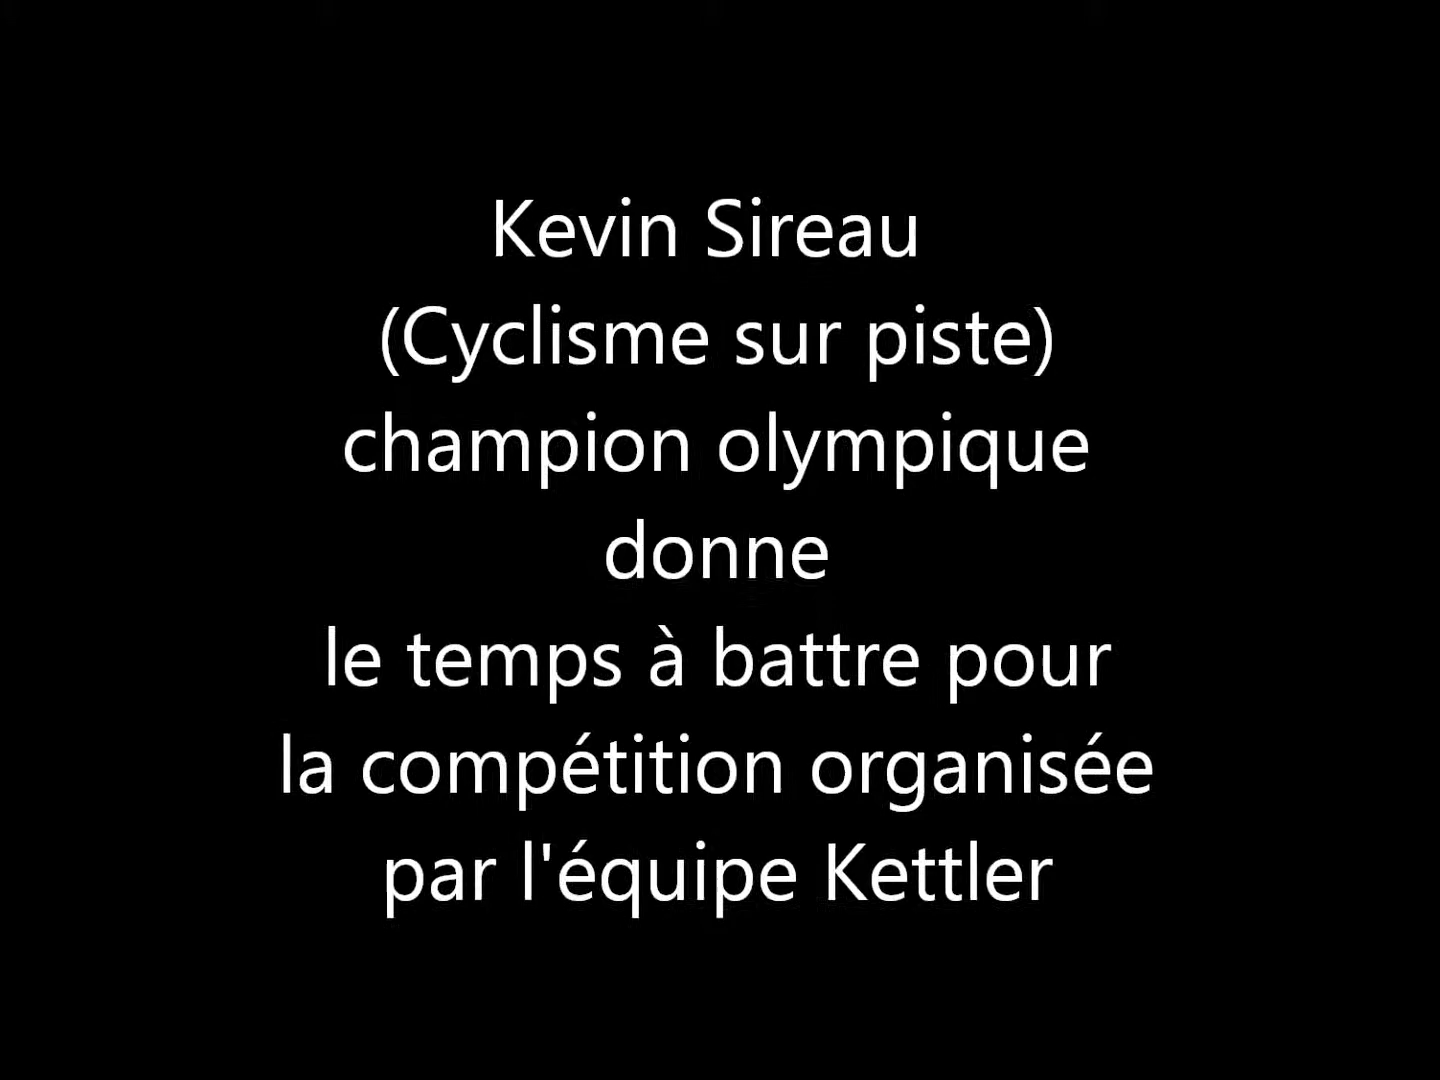 Kevin Sireau
(Cyclisme sur piste)
champion olympique
donne
le temps à battre pour
la compétition organisée
par l'équipe Kettler